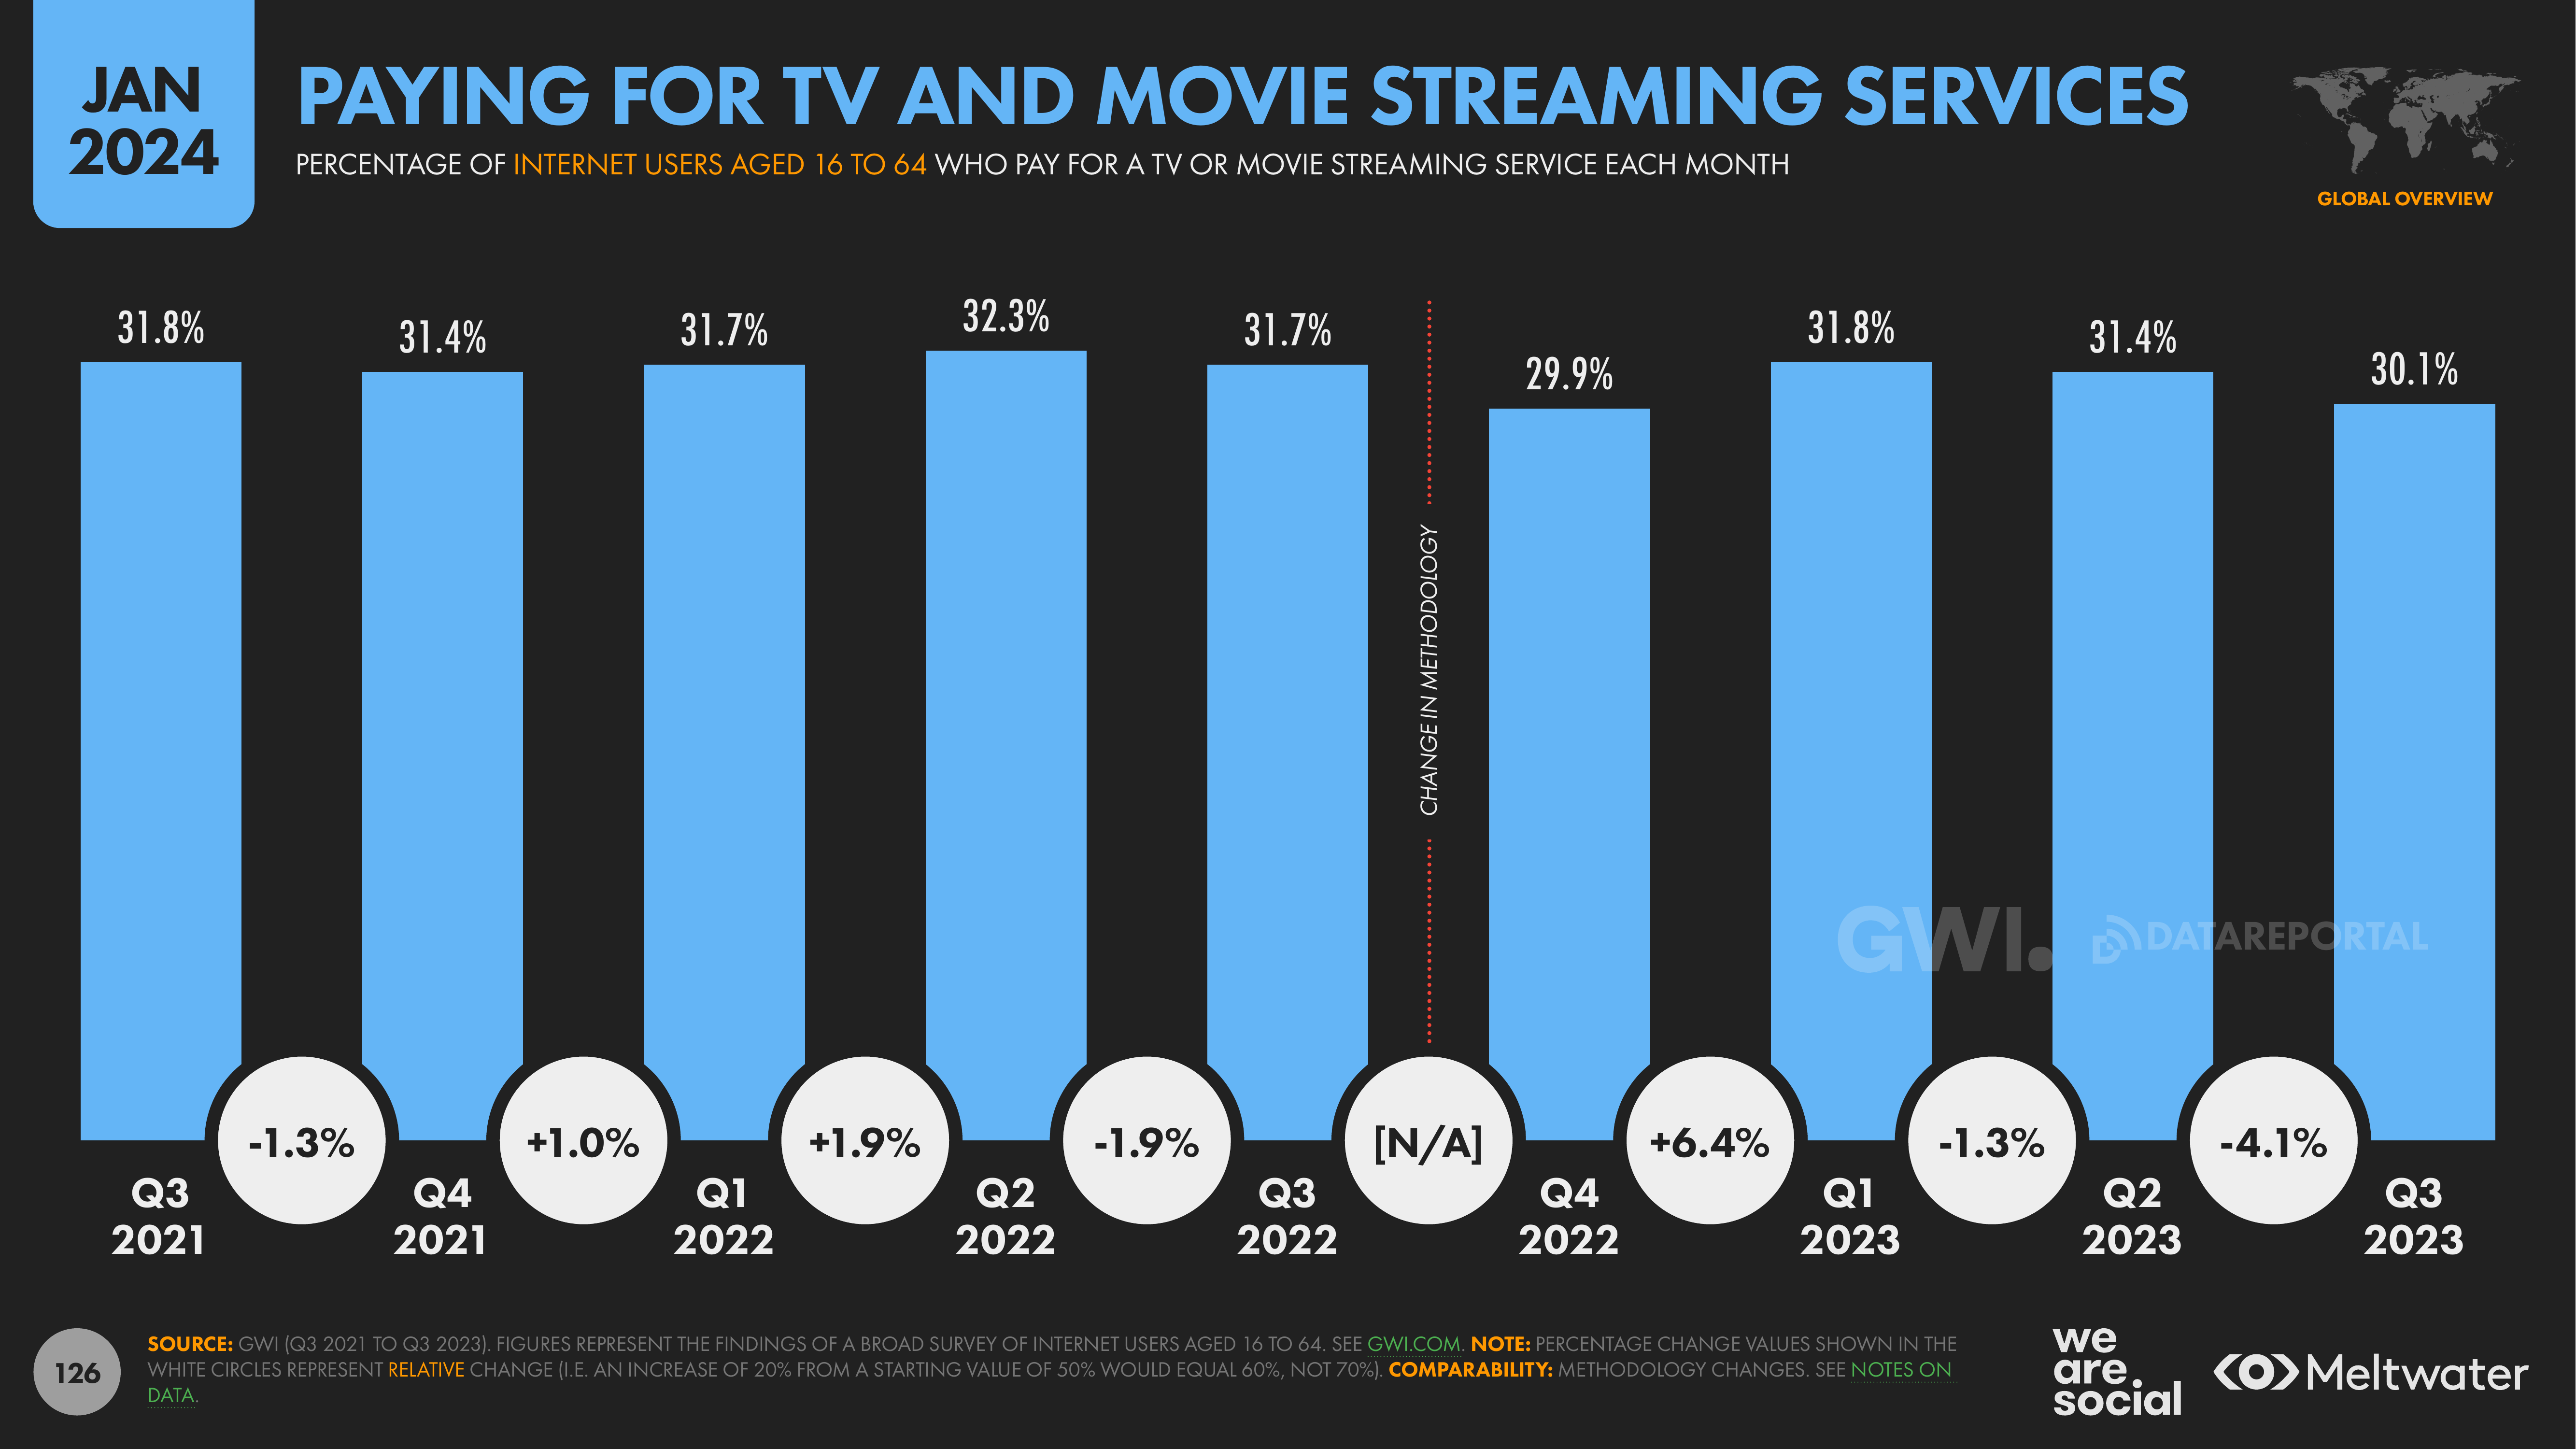 JAN
2024
PAYING FOR TV AND MOVIE STREAMING SERVICES
PERCENTAGE OF INTERNET USERS AGED 16 TO 64 WHO PAY FOR A TV OR MOVIE STREAMING SERVICE EACH MONTH
GLOBAL OVERVIEW
31.8%
31.4%
31.7%
32.3%
31.7%
29.9%
31.8%
31.4%
30.1%
CHANGE IN METHODOLOGY
GWI.
DATAREPORTAL
-1.3%
+1.0%
+1.9%
-1.9%
[N/A]
+6.4%
-1.3%
-4.1%
Q3
2021
Q4
2021
Q1
2022
Q2
2022
Q3
2022
Q4
2022
Q1
2023
Q2
2023
Q3
2023
126
SOURCE: GWI (Q3 2021 TO Q3 2023). FIGURES REPRESENT THE FINDINGS OF A BROAD SURVEY OF INTERNET USERS AGED 16 TO 64. SEE GWI.COM. NOTE: PERCENTAGE CHANGE VALUES SHOWN IN THE
WHITE CIRCLES REPRESENT RELATIVE CHANGE (I.E. AN INCREASE OF 20% FROM A STARTING VALUE OF 50% WOULD EQUAL 60%, NOT 70%). COMPARABILITY: METHODOLOGY CHANGES. SEE NOTES ON
DATA.
we
are.
social
Meltwater